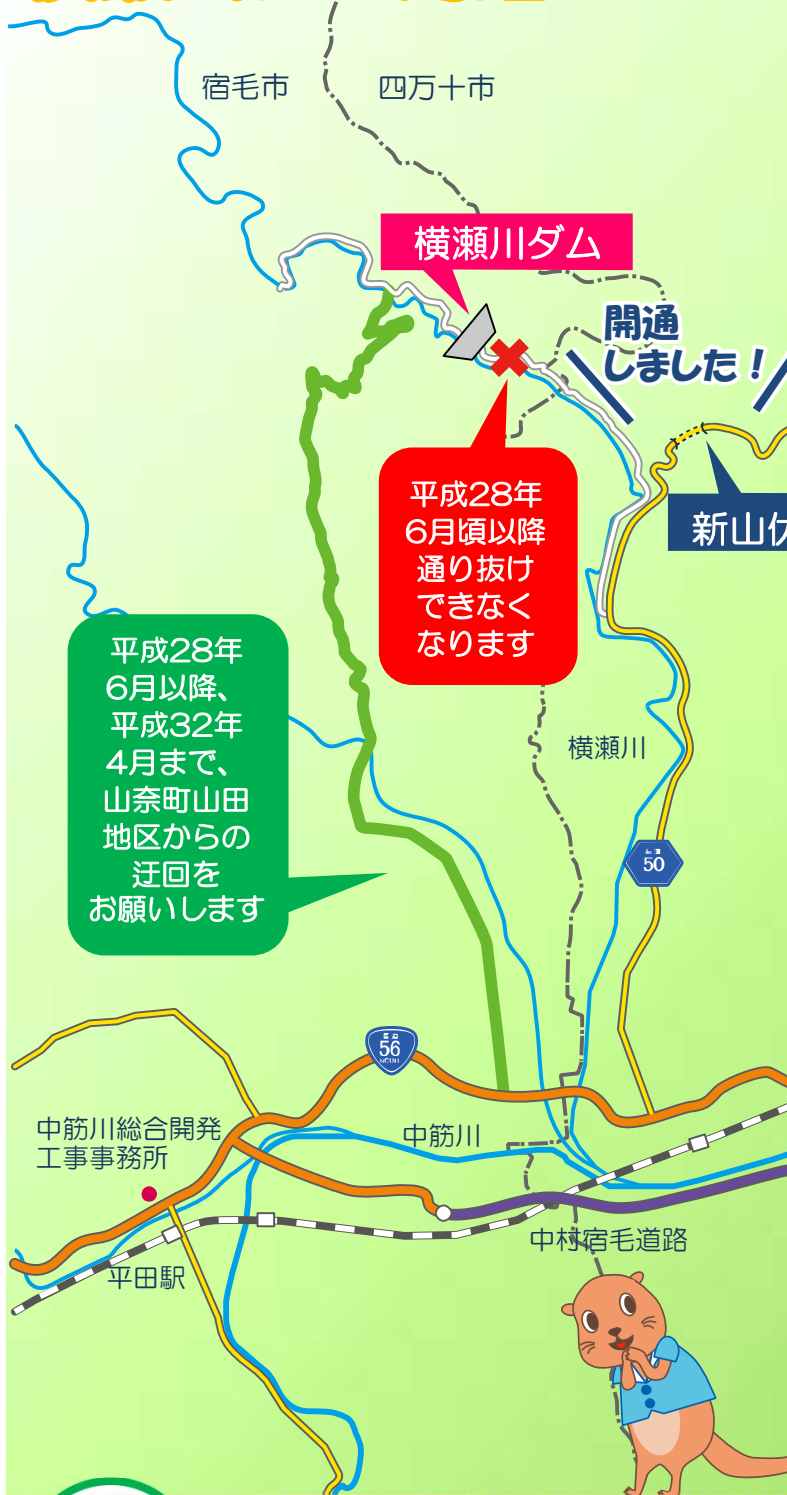 宿毛市
四万十市
横瀬川ダム
開通
しました！
新山伏
平成28年
6月頃以降
通り抜け
できなく
なります
平成28年
6月以降、
平成32年
4月まで、
山奈町山田
地区からの
迂回を
お願いします
横瀬川
50
56
中筋川総合開発
工事事務所
中筋川
中村宿毛道路
平田駅